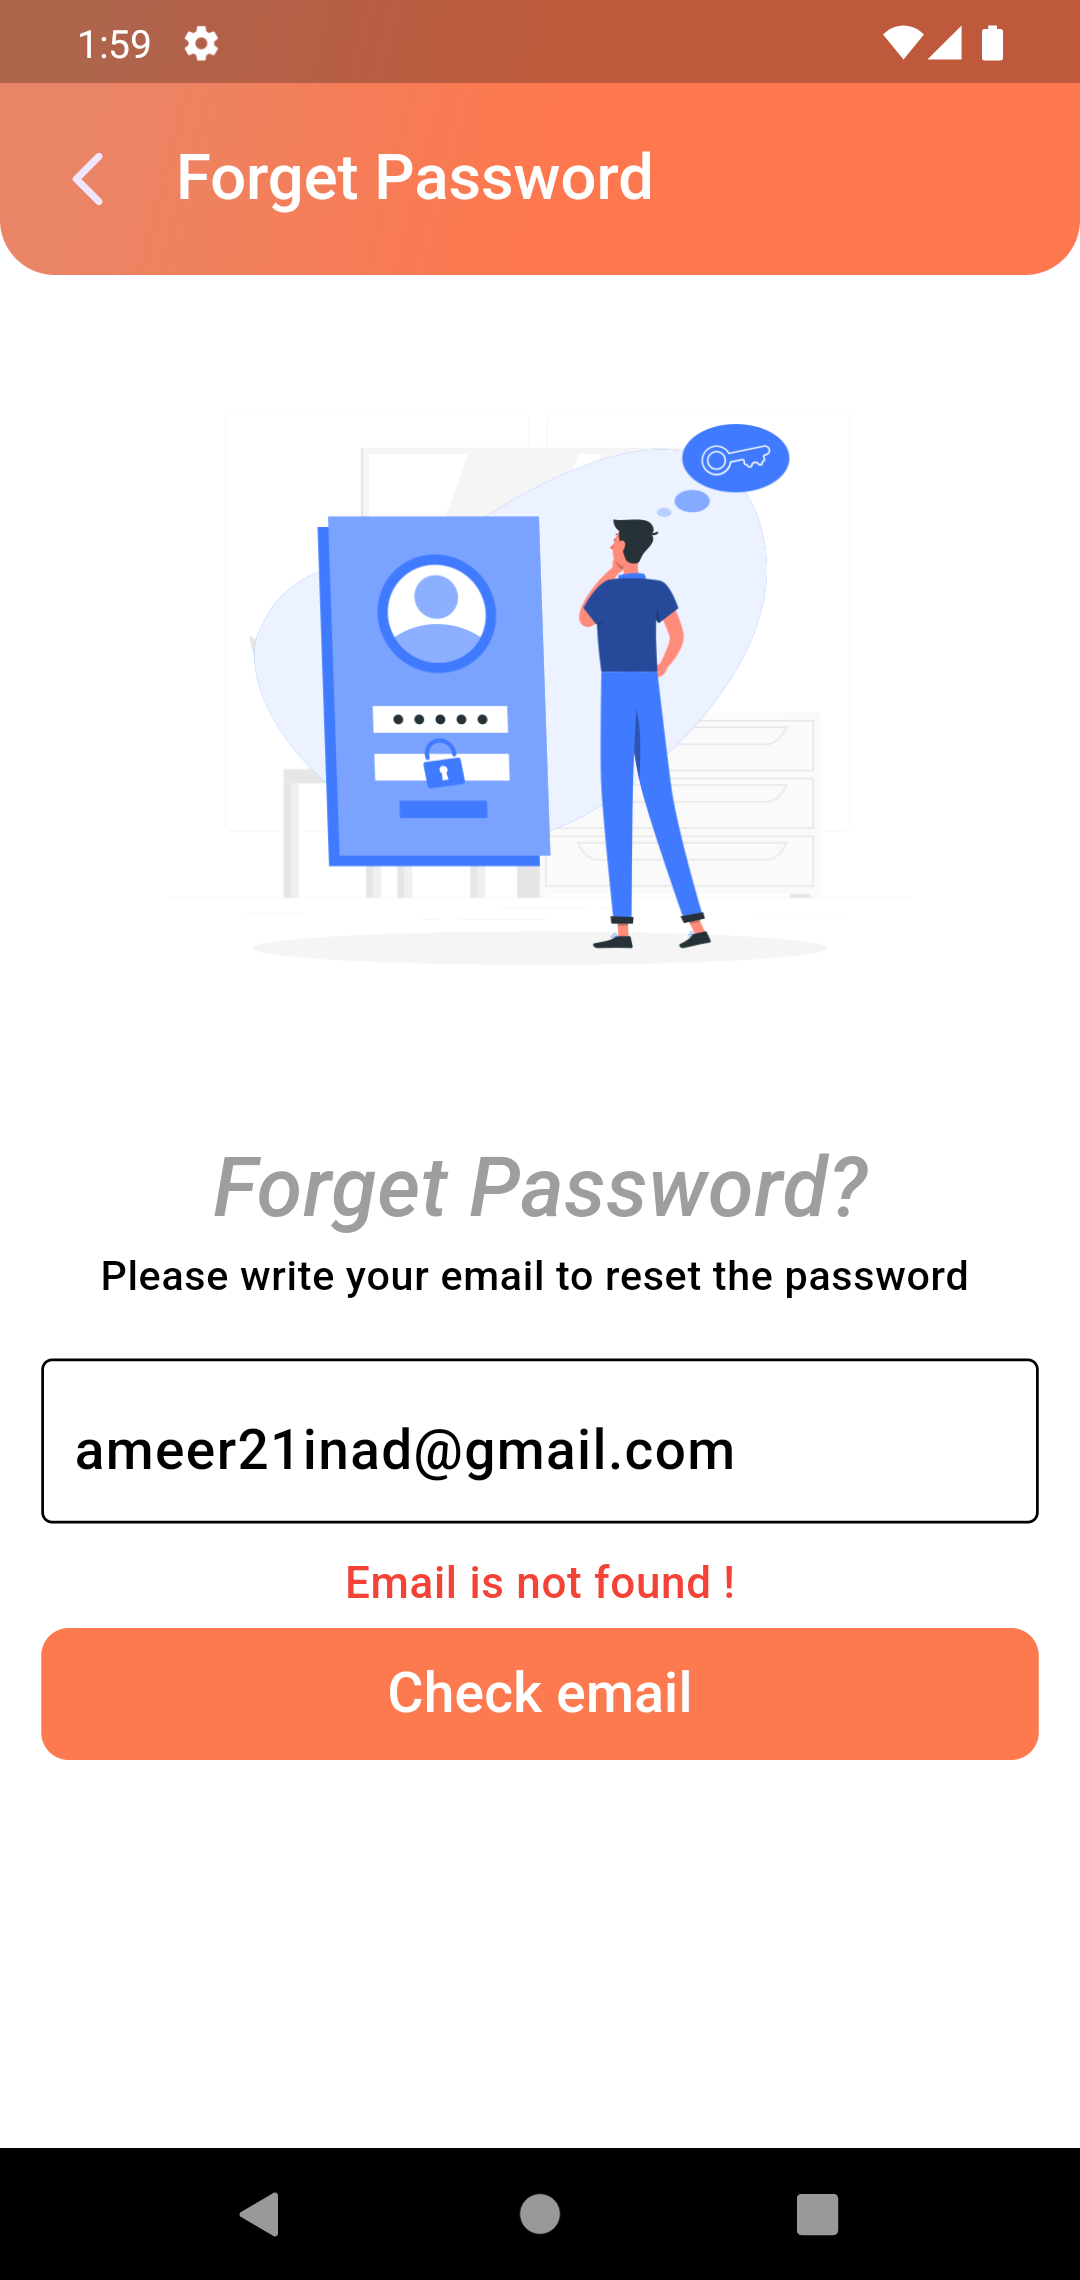 1:59
Forget Password
Forget Password?
Please write your email to reset the password
ameer21inad@gmail.com
Email is not found !
Check email